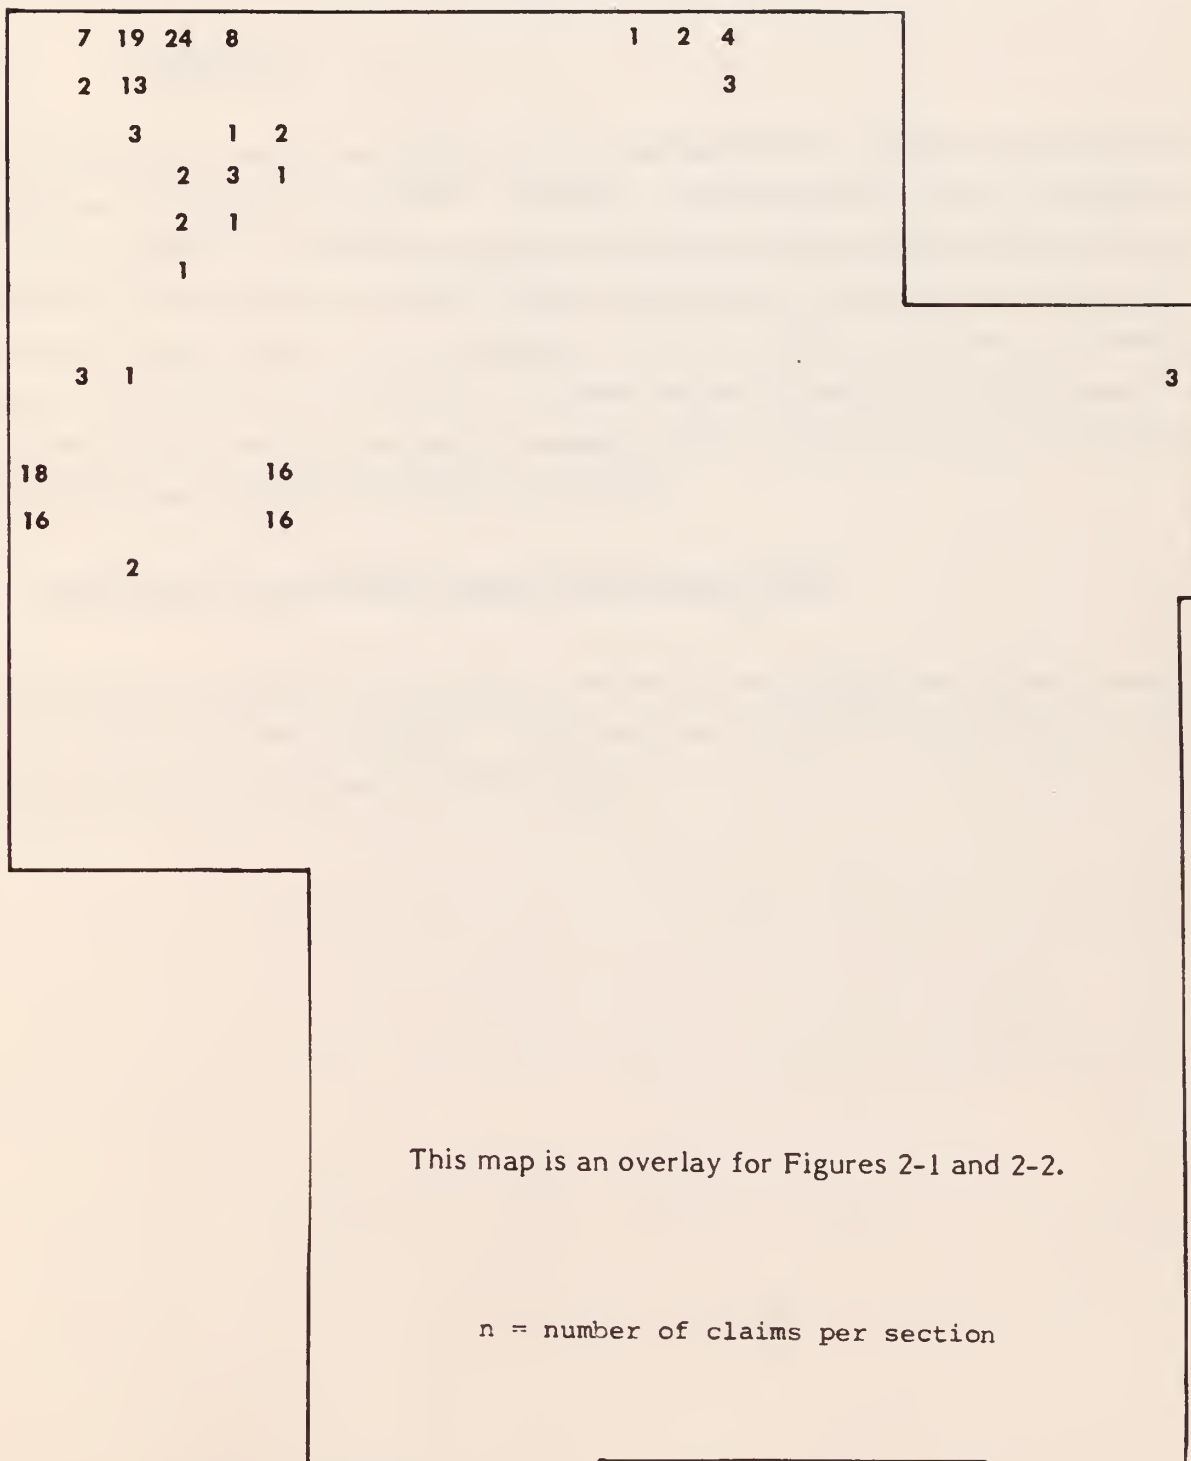 7 19 24 8 1 2 4
2 13 3
3 1 2
2 3 1
2 1
1
3 1 3
18 16
16 16
2
This map is an overlay for Figures 2-1 and 2-2.
n = number of claims per section